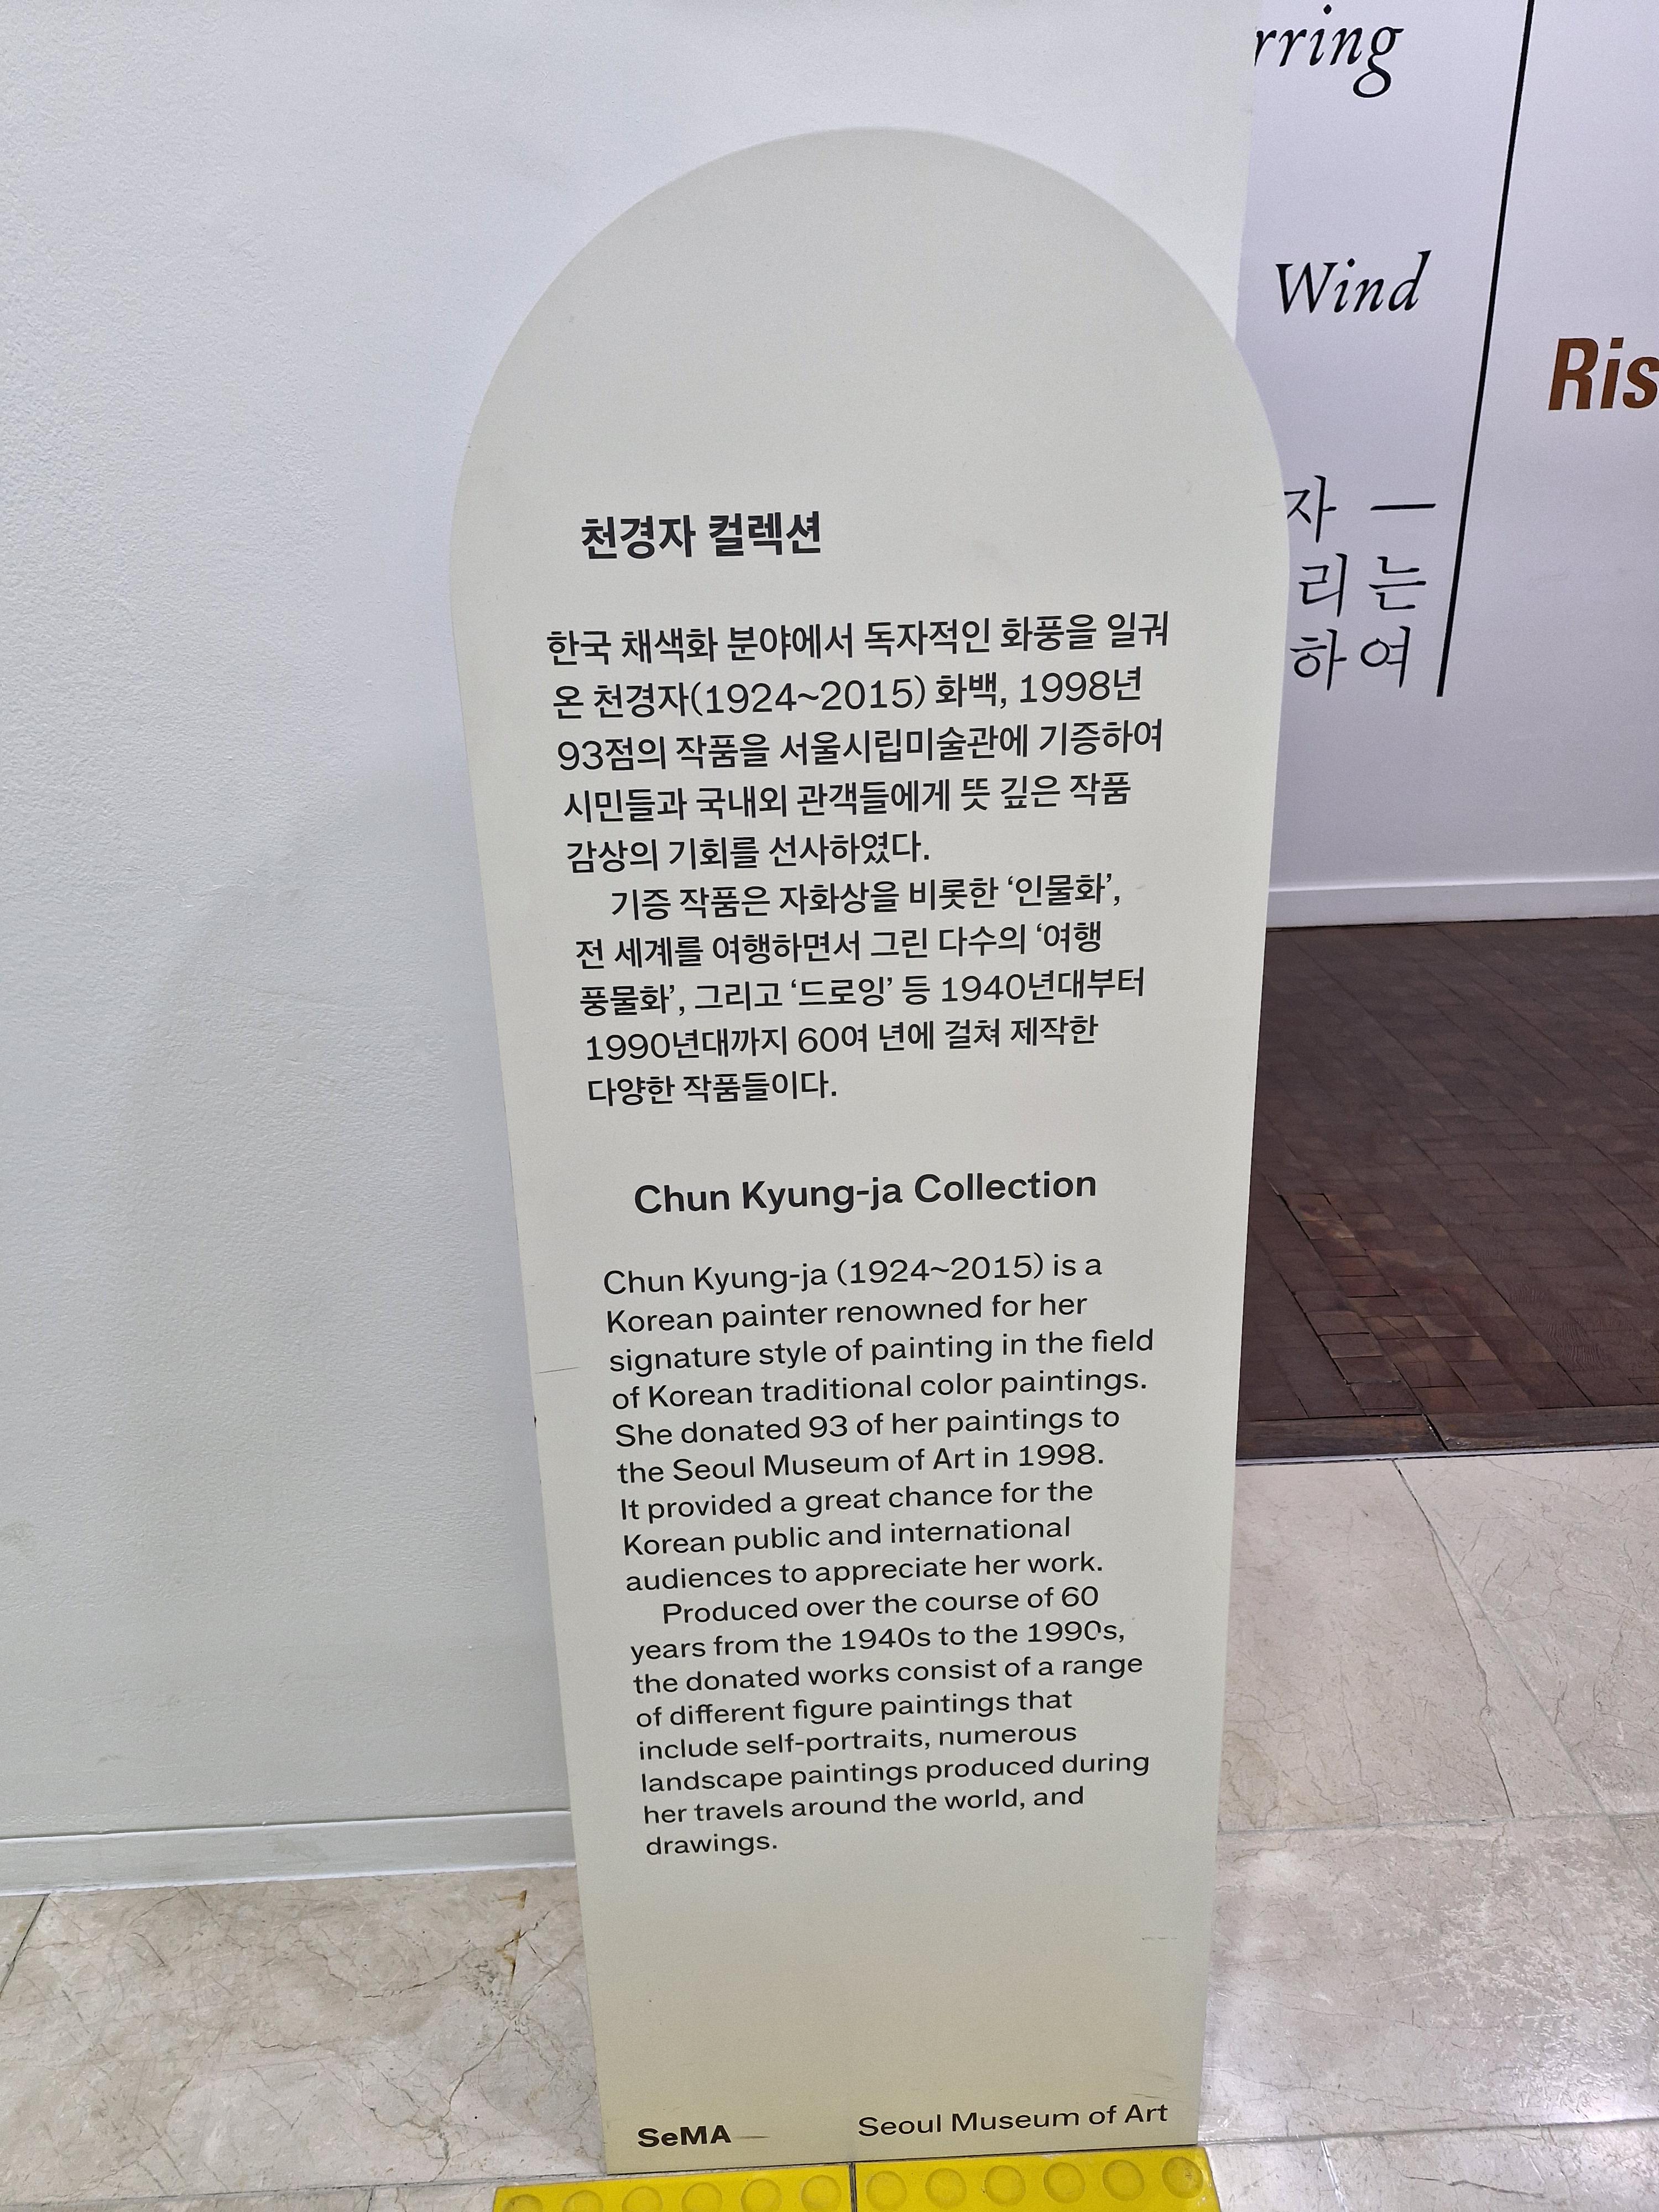 천경자 컬렉션
한국 채색화 분야에서 독자적인 화풍을 일궈
온 천경자(1924~2015) 화백, 1998년
93점의 작품을 서울시립미술관에 기증하여
시민들과 국내외 관객들에게 뜻 깊은 작품
감상의 기회를 선사하였다.
기증 작품은 자화상을 비롯한 ‘인물화’,
전 세계를 여행하면서 그린 다수의 ‘여행
풍물화’, 그리고 ‘드로잉’ 등 1940년대부터
1990년대까지 60여 년에 걸쳐 제작한
다양한 작품들이다.
Chun Kyung-ja Collection
Chun Kyung-ja (1924~2015) is a
Korean painter renowned for her
signature style of painting in the field
of Korean traditional color paintings.
She donated 93 of her paintings to
the Seoul Museum of Art in 1998.
It provided a great chance for the
Korean public and international
audiences to appreciate her work.
Produced over the course of 60
years from the 1940s to the 1990s,
the donated works consist of a range
of different figure paintings that
include self-portraits, numerous
landscape paintings produced during
her travels around the world, and
drawings.
SeMA
Seoul Museum of Art
Wind